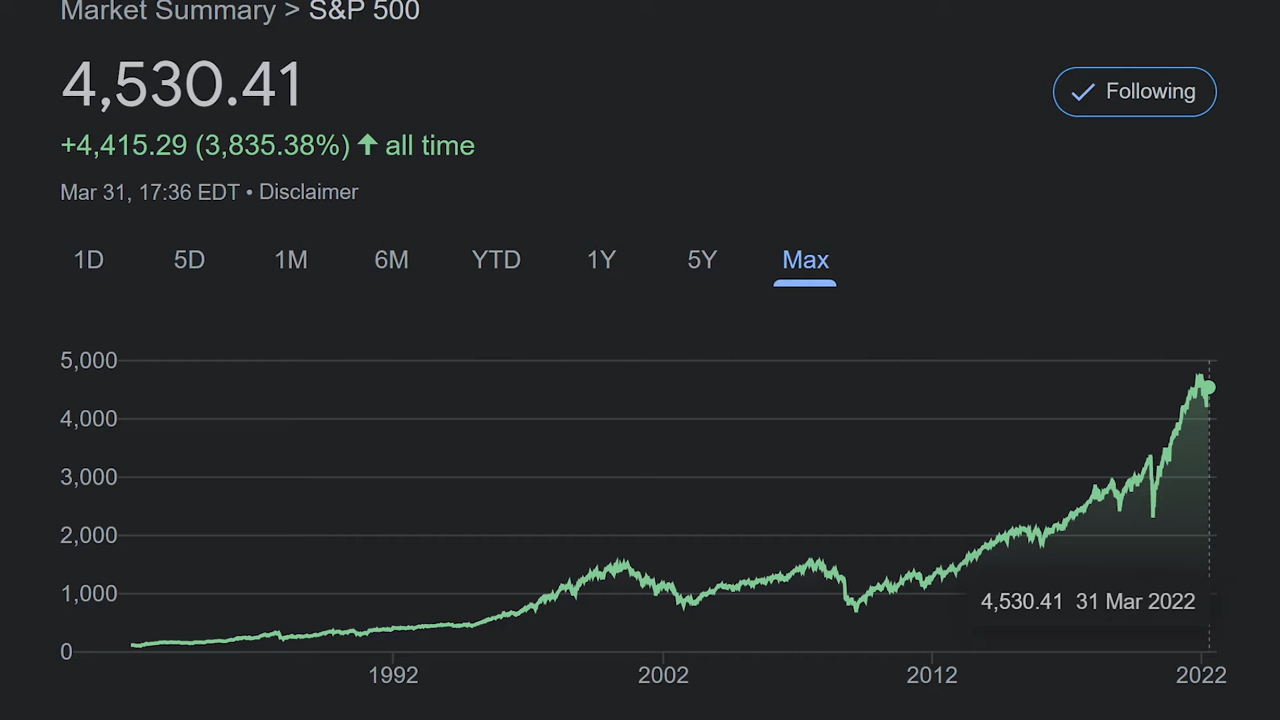 Market Summary > S&P 500
4,530.41
Following
+4,415.29 (3,835.38%) ↑ all time
Mar 31, 17:36 EDT • Disclaimer
1D 5D 1M 6M YTD 1Y 5Y Max
5,000
4,000
3,000
2,000
1,000
4,530.41 31 Mar 2022
0
1992 2002 2012 2022